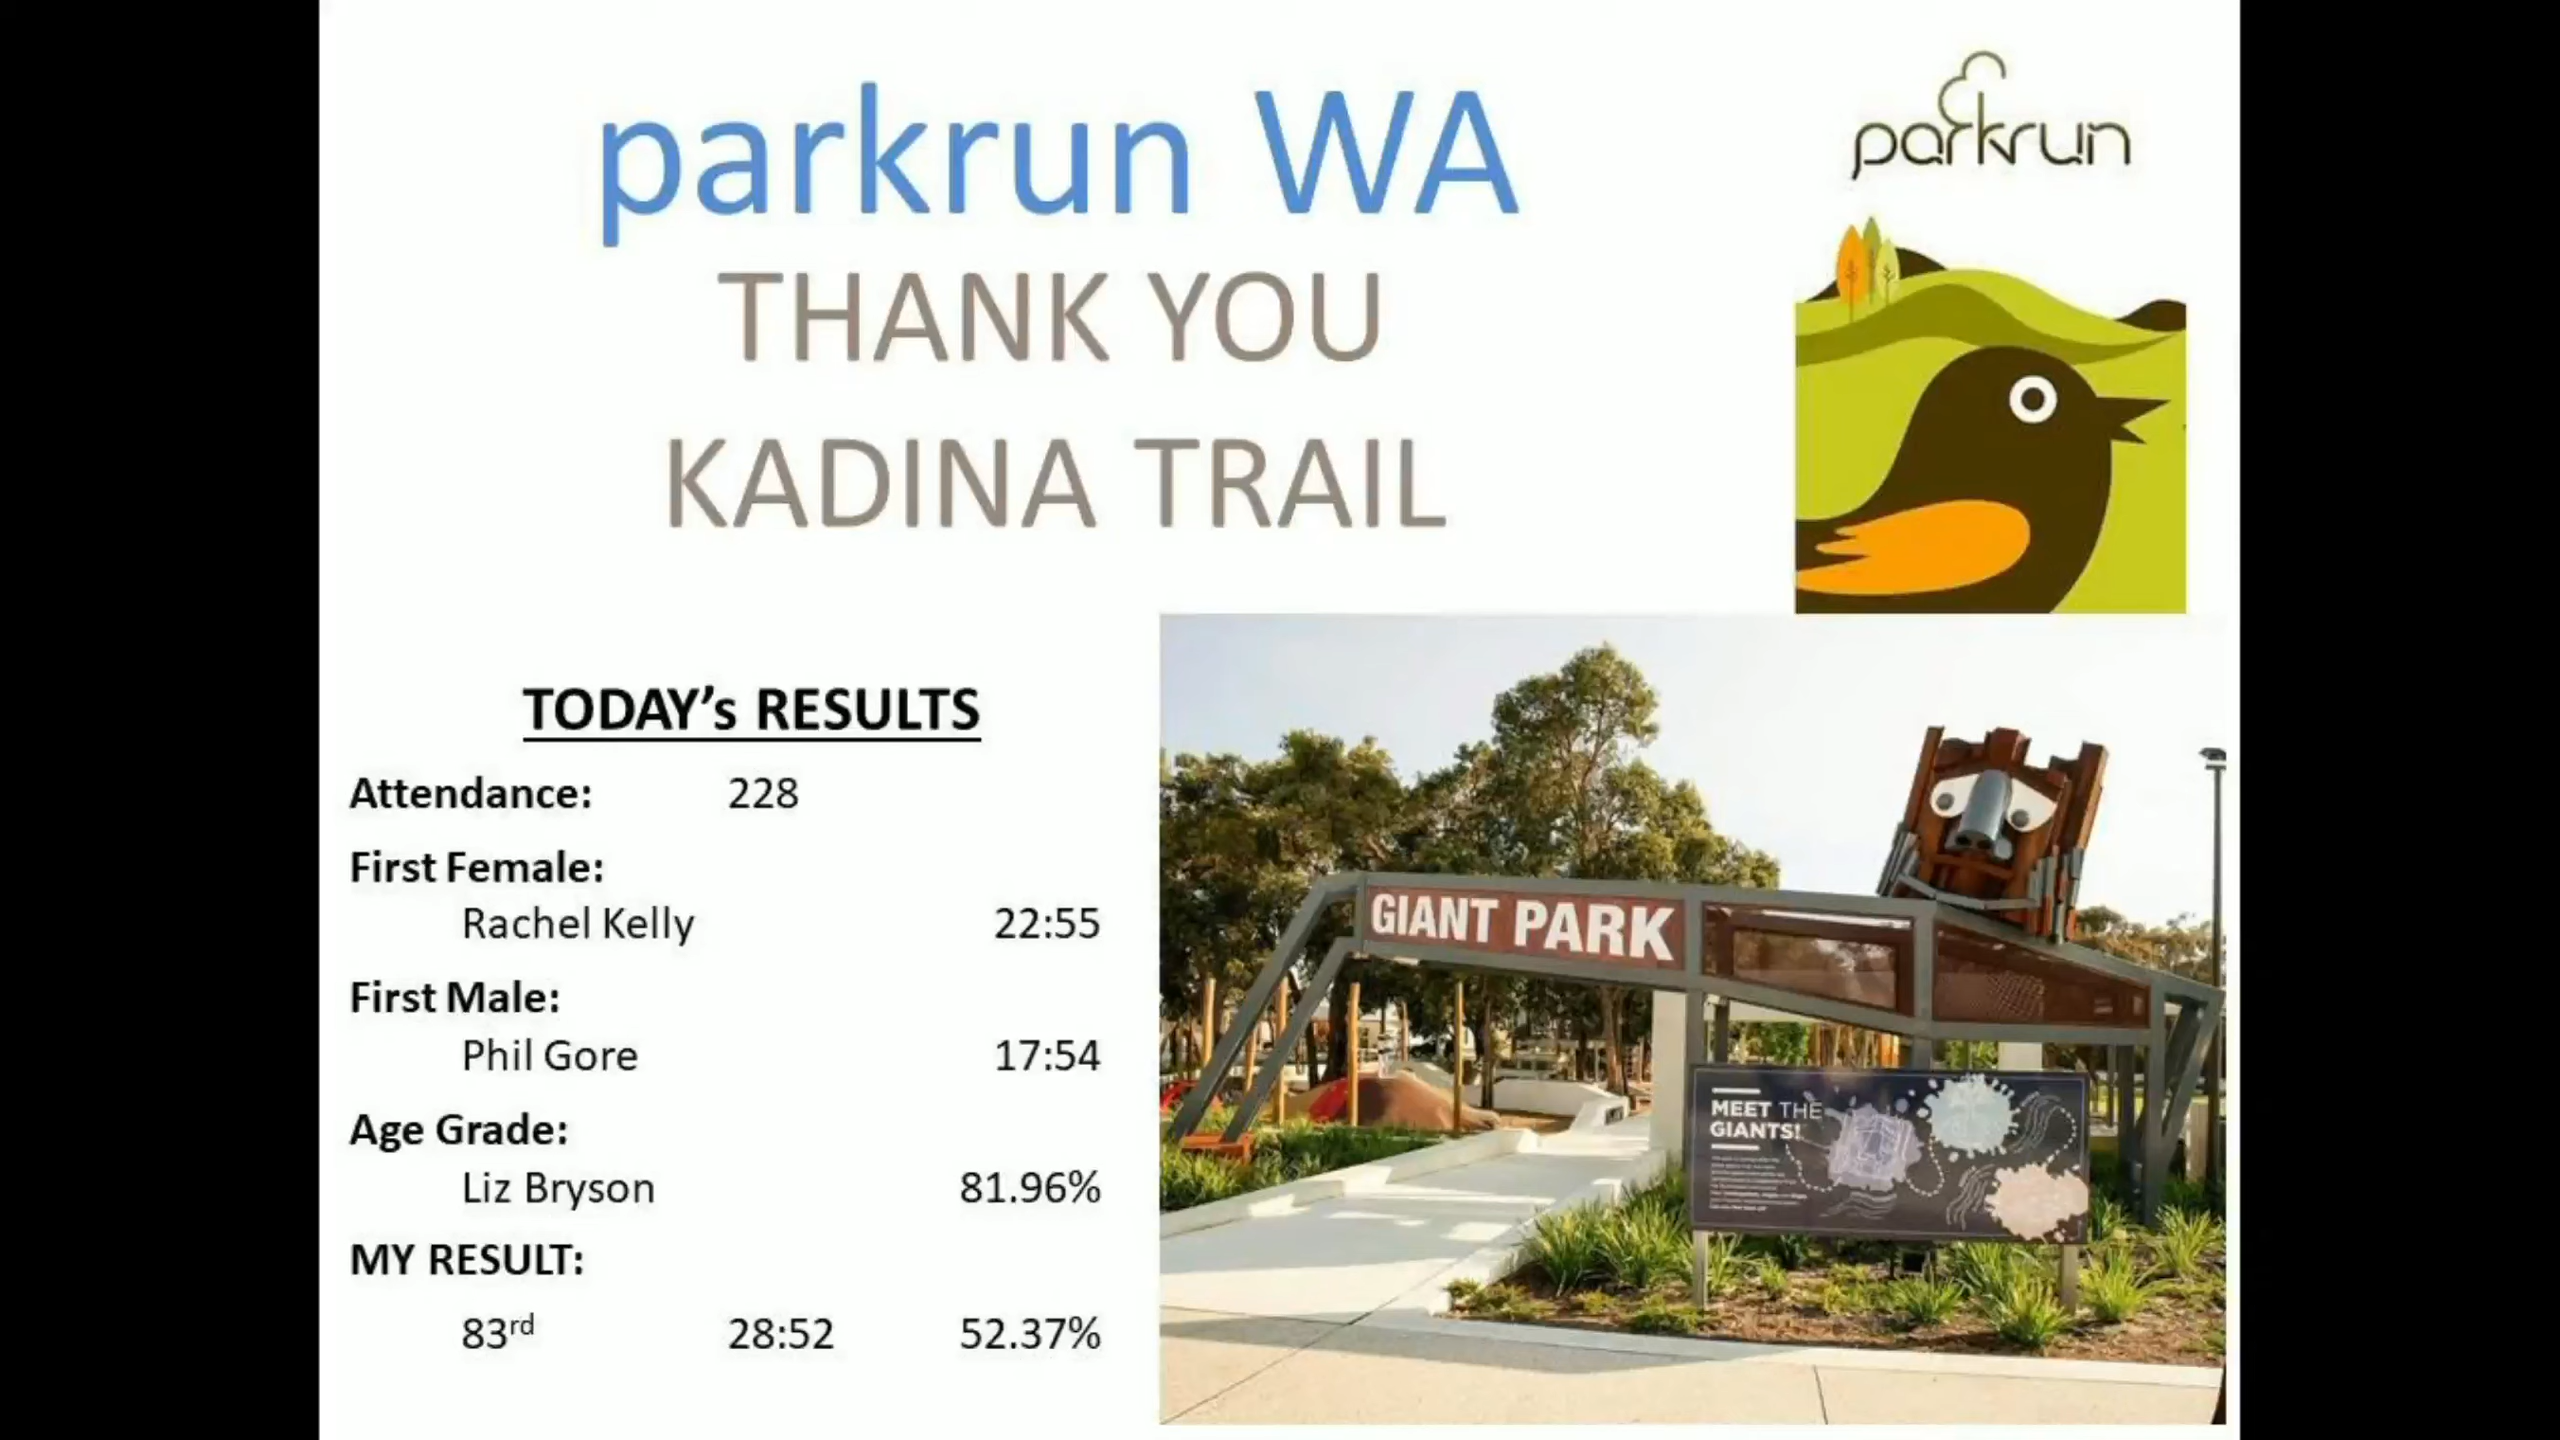 parkrun WA
THANK YOU
KADINA TRAIL
parkrun
TODAY's RESULTS
Attendance: 228
First Female:
Rachel Kelly 22:55
First Male:
Phil Gore 17:54
Age Grade:
Liz Bryson 81.96%
MY RESULT:
83rd 28:52 52.37%
GIANT PARK
MEET THE
GIANTS!